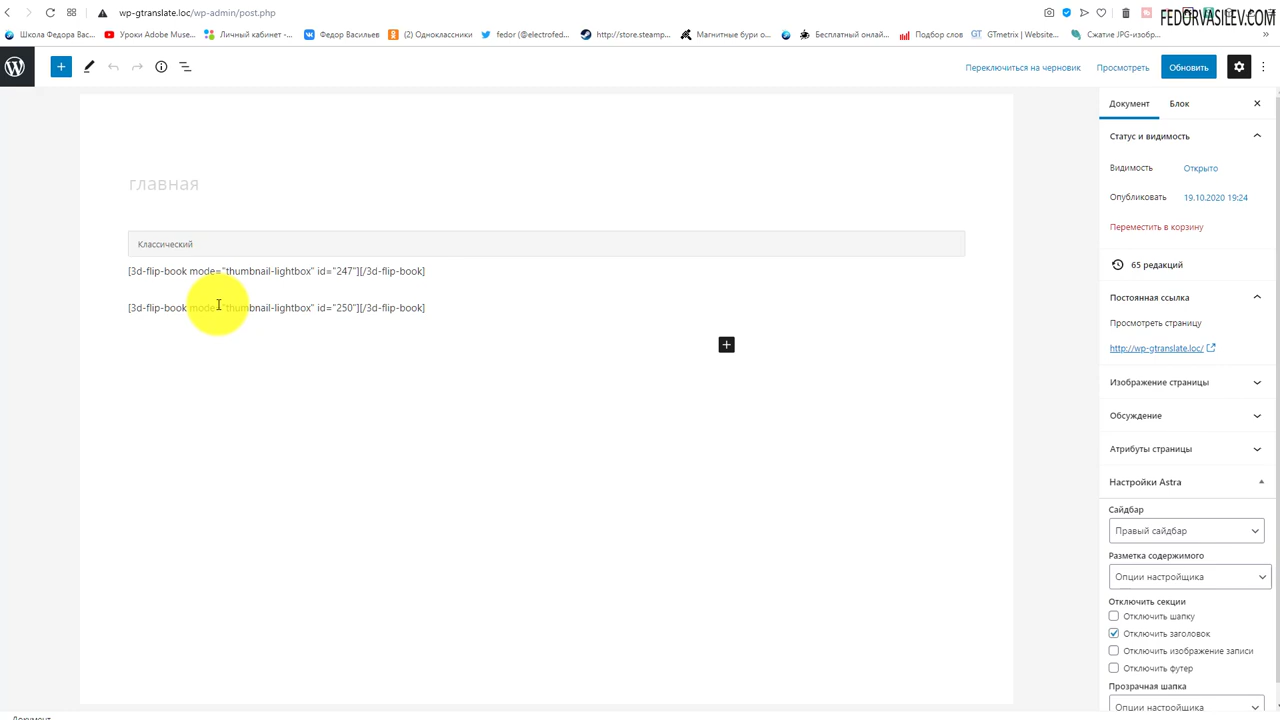 wp-gtranslate.loc/wp-admin/post.php
FEDORVASILEV.COM
Школа Федора Вас...
Уроки Adobe Muse...
Личный кабинет -...
Федор Васильев
(2) Одноклассники
fedor (@electrofed...
http://store.steamp...
Магнитные бури о...
Бесплатный онлай...
Подбор слов
GTmetrix | Website...
Сжатие JPG-изобр...
»
Переключиться на черновик
Просмотреть
Обновить
Документ
Блок
Статус и видимость
Видимость
Открыто
Опубликовать
19.10.2020 19:24
Переместить в корзину
65 редакций
Постоянная ссылка
Просмотреть страницу
http://wp-gtranslate.loc/
Изображение страницы
Обсуждение
Атрибуты страницы
Настройки Astra
Сайдбар
Правый сайдбар
Разметка содержимого
Опции настройщика
Отключить секции
Отключить шапку
Отключить заголовок
Отключить изображение записи
Отключить футер
Прозрачная шапка
Опции настройщика
главная
Классический
[3d-flip-book mode="thumbnail-lightbox" id="247"][/3d-flip-book]
[3d-flip-book mode="thumbnail-lightbox" id="250"][/3d-flip-book]
Документ